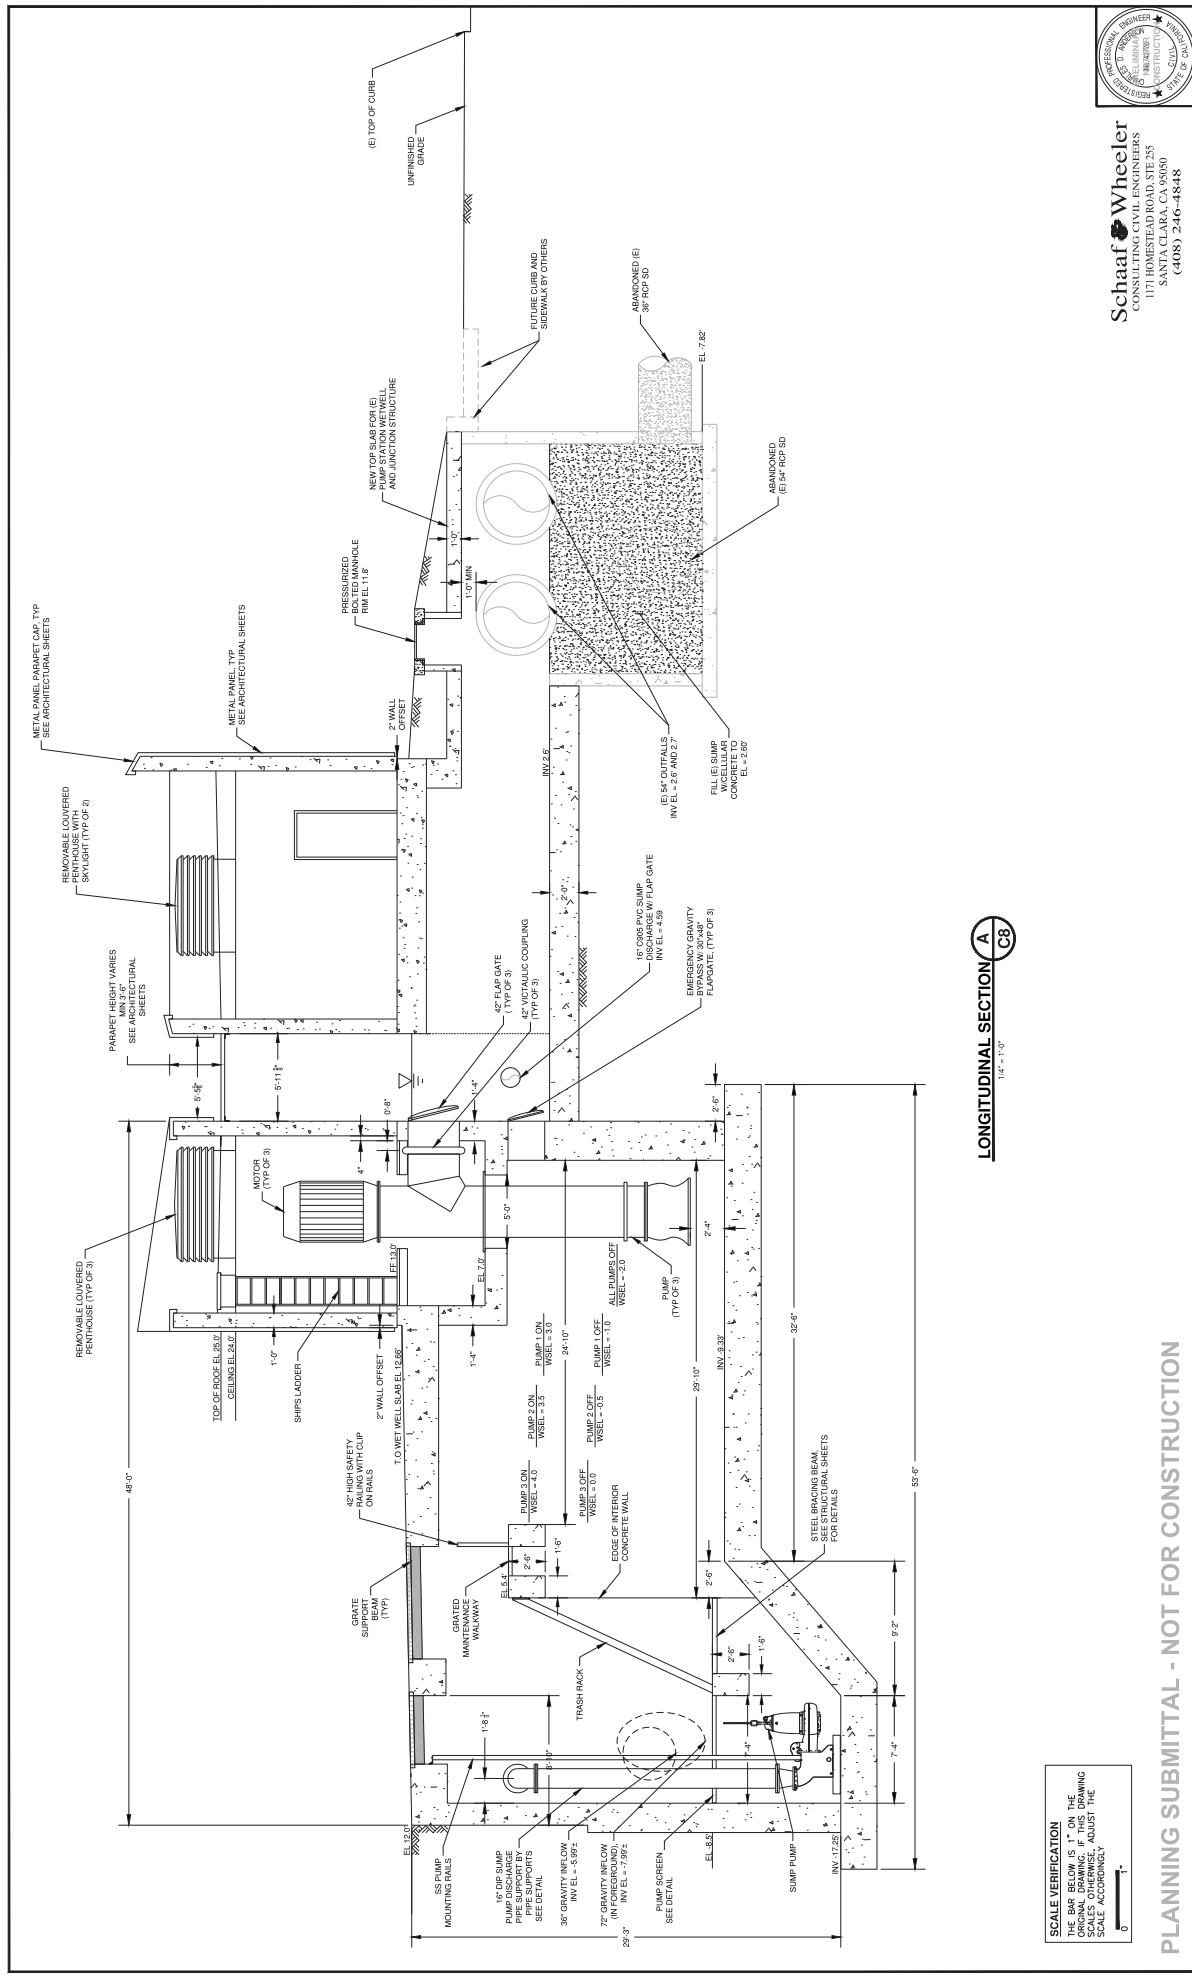 METAL PANEL PARAPET CAP, TYP
SEE ARCHITECTURAL SHEETS
METAL PANEL, TYP
SEE ARCHITECTURAL SHEETS
REMOVABLE LOUVERED
PENTHOUSE WITH
SKYLIGHT (TYP OF 2)
PARAPET HEIGHT VARIES
MIN 3'-6"
SEE ARCHITECTURAL
SHEETS
REMOVABLE LOUVERED
PENTHOUSE (TYP OF 3)
48'-0"
TOP OF ROOF EL 25.0'
CEILING EL 24.0'
1'-0"
SHIPS LADDER
2" WALL OFFSET
T.O WET WELL SLAB EL 12.66'
MOTOR
(TYP OF 3)
FF 13.0'
4"
0'-8"
5'-11
2" WALL
OFFSET
PRESSURIZED
BOLTED MANHOLE
RIM EL 11.8'
NEW TOP SLAB FOR (E)
PUMP STATION WETWELL
AND JUNCTION STRUCTURE
1'-0"
1'-0" MIN
FUTURE CURB AND
SIDEWALK BY OTHERS
UNFINISHED
GRADE
(E) TOP OF CURB
ABANDONED (E)
36" RCP SD
EL -7.82'
ABANDONED
(E) 54" RCP SD
FILL (E) SUMP
W/CELLULAR
CONCRETE TO
EL = 2.60'
(E) 54" OUTFALLS
INV EL = 2.6' AND 2.7'
INV 2.6'
2'-0"
42" FLAP GATE
( TYP OF 3)
42" VICTAULIC COUPLING
(TYP OF 3)
16" C905 PVC SUMP
DISCHARGE W/ FLAP GATE
INV EL = 4.59
EMERGENCY GRAVITY
BYPASS W/ 30"x48"
FLAPGATE, (TYP OF 3)
1'-4"
2'-6"
5'-0"
EL 7.0'
1'-4"
2'-4"
PUMP
(TYP OF 3)
ALL PUMPS OFF
WSEL = -2.0
PUMP 1 ON
WSEL = 3.0
PUMP 1 OFF
WSEL = -1.0
PUMP 2 ON
WSEL = 3.5
PUMP 2 OFF
WSEL = -0.5
PUMP 3 ON
WSEL = 4.0
PUMP 3 OFF
WSEL = 0.0
24'-10"
29'-10"
INV -9.33'
32'-6"
53'-6"
42" HIGH SAFETY
RAILING WITH CLIP
ON RAILS
GRATE
SUPPORT
BEAM
(TYP)
GRATED
MAINTENANCE
WALKWAY
EL 5.4'
2'-6"
1'-6"
EDGE OF INTERIOR
CONCRETE WALL
2'-6"
STEEL BRACING BEAM,
SEE STRUCTURAL SHEETS
FOR DETAILS
TRASH RACK
2'-6"
1'-6"
9'-2"
7'-4"
7'-4"
8'-10"
EL 12.0'
SS PUMP
MOUNTING RAILS
16" DIP SUMP
PUMP DISCHARGE
PIPE SUPPORT BY
PIPE SUPPORTS
SEE DETAIL
36" GRAVITY INFLOW
INV EL = -5.99'±
72" GRAVITY INFLOW
(IN FOREGROUND),
INV EL = -7.99'±
PUMP SCREEN
SEE DETAIL
EL -8.5'
SUMP PUMP
INV -17.25'
29'-3"
LONGITUDINAL SECTION
A
C8
1/4" = 1'-0"
SCALE VERIFICATION
THE BAR BELOW IS 1" ON THE
ORIGINAL DRAWING. IF THIS DRAWING
SCALES OTHERWISE, ADJUST THE
SCALE ACCORDINGLY
0 1"
PLANNING SUBMITTAL - NOT FOR CONSTRUCTION
Schaaf Wheeler
CONSULTING CIVIL ENGINEERS
1171 HOMESTEAD ROAD, STE 255
SANTA CLARA, CA 95050
(408) 246-4848
REGISTERED PROFESSIONAL ENGINEER
CHARLES D. ANDERSON
CIVIL
STATE OF CALIFORNIA